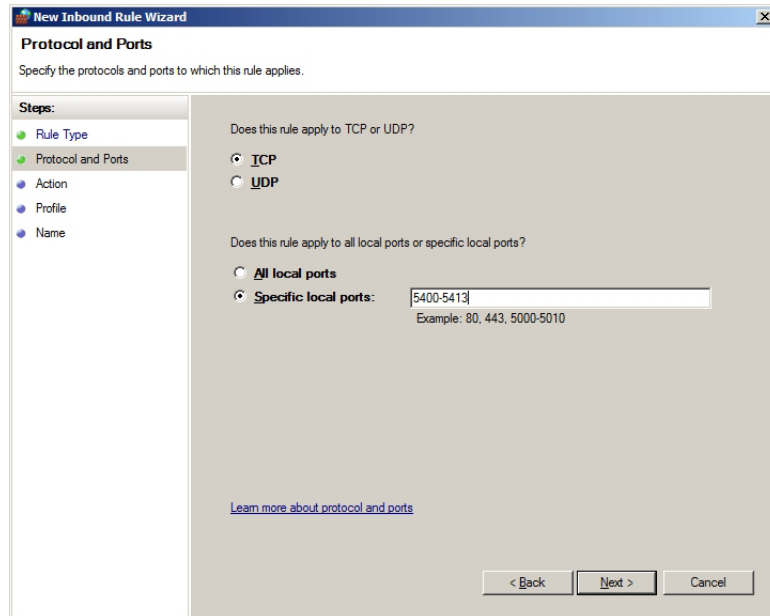 New Inbound Rule Wizard
Protocol and Ports
Specify the protocols and ports to which this rule applies.
Steps:
Rule Type
Protocol and Ports
Action
Profile
Name
Does this rule apply to TCP or UDP?
TCP
UDP
Does this rule apply to all local ports or specific local ports?
All local ports
Specific local ports: 5400-5413
Example: 80, 443, 5000-5010
Learn more about protocol and ports
< Back Next > Cancel